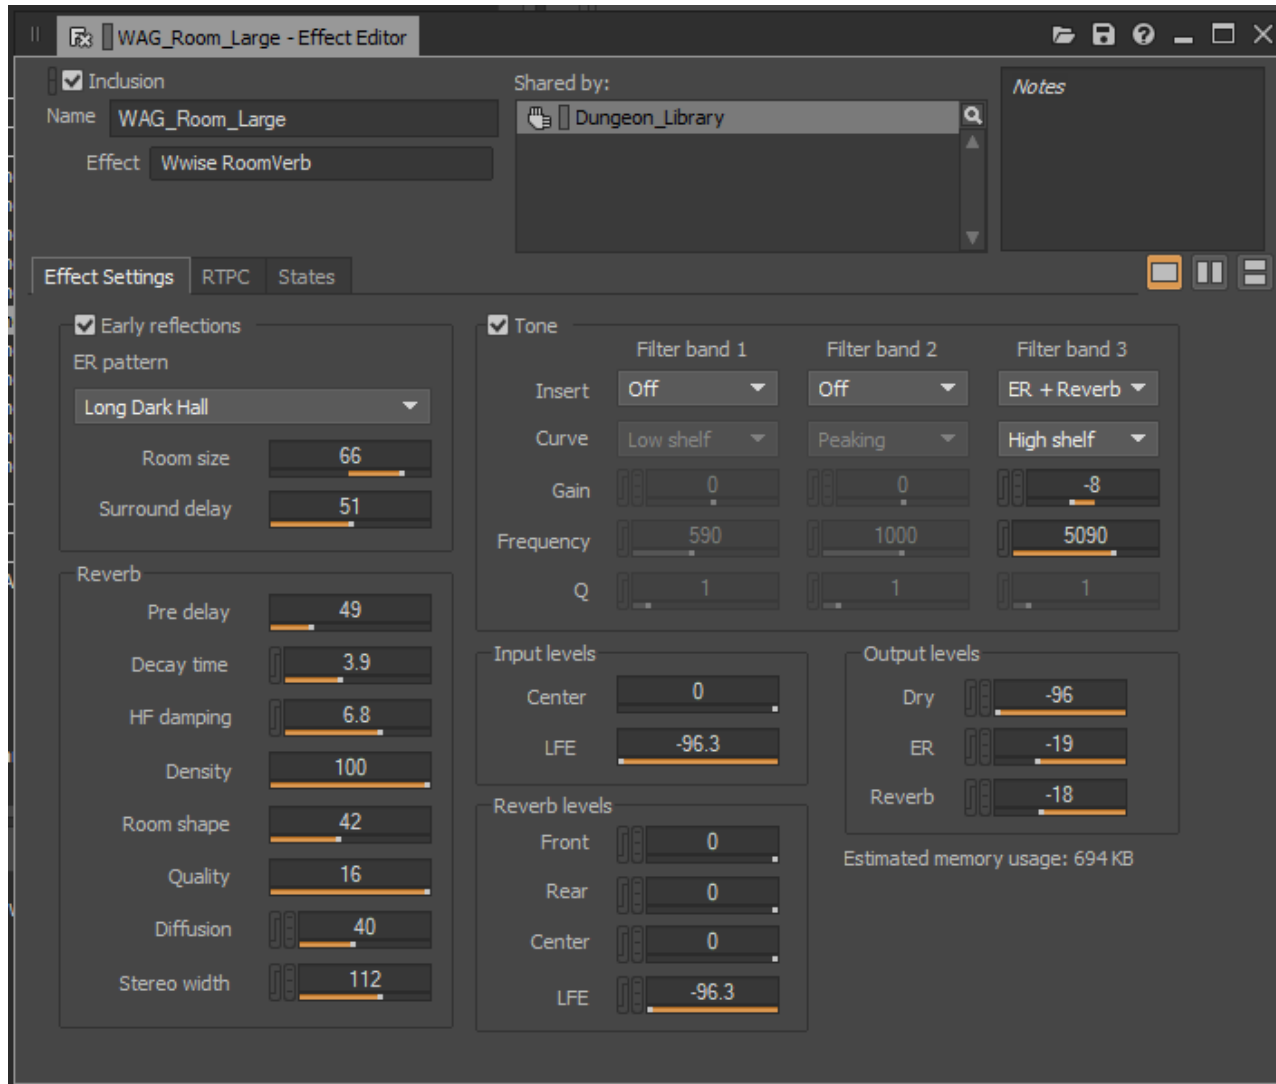 WAG_Room_Large - Effect Editor
Inclusion
Name WAG_Room_Large
Effect Wwise RoomVerb
Shared by:
Dungeon_Library
Notes
Effect Settings RTPC States
Early reflections
ER pattern
Long Dark Hall
Room size 66
Surround delay 51
Reverb
Pre delay 49
Decay time 3.9
HF damping 6.8
Density 100
Room shape 42
Quality 16
Diffusion 40
Stereo width 112
Tone
Filter band 1 Filter band 2 Filter band 3
Insert Off Off ER + Reverb
Curve Low shelf Peaking High shelf
Gain 0 0 -8
Frequency 590 1000 5090
Q 1 1 1
Input levels
Center 0
LFE -96.3
Reverb levels
Front 0
Rear 0
Center 0
LFE -96.3
Output levels
Dry -96
ER -19
Reverb -18
Estimated memory usage: 694 KB